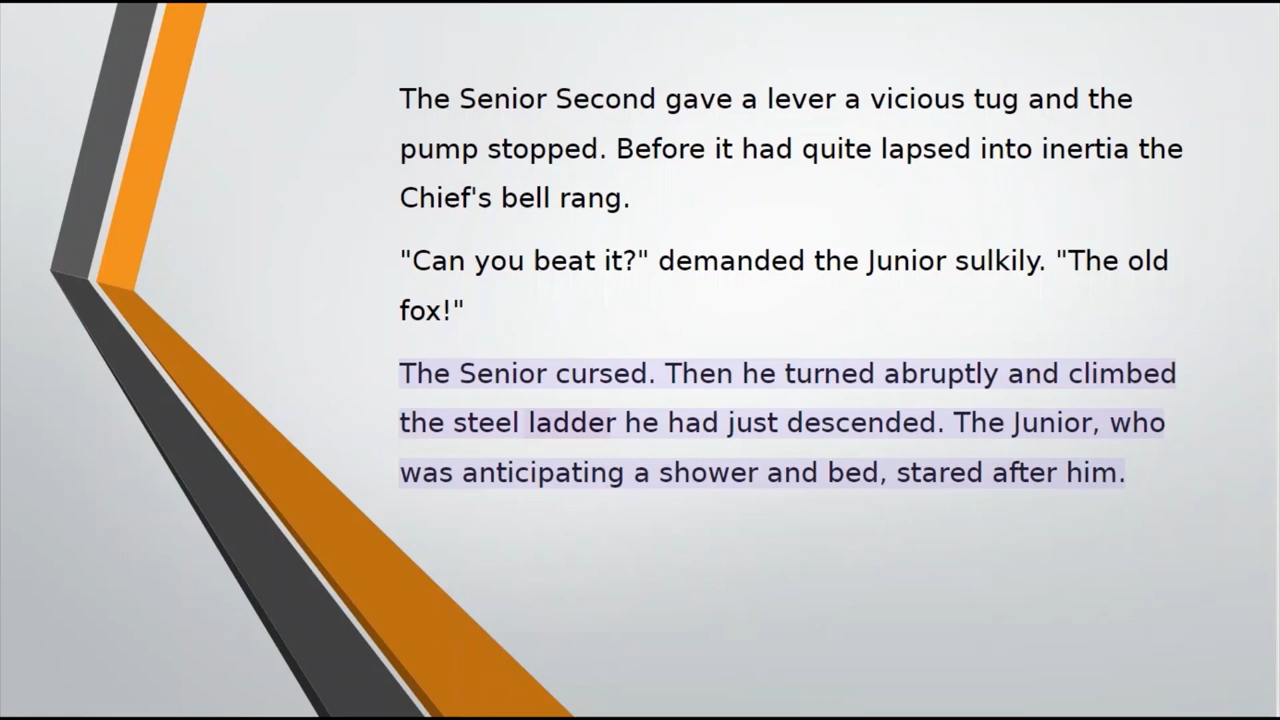 The Senior Second gave a lever a vicious tug and the
pump stopped. Before it had quite lapsed into inertia the
Chief's bell rang.
"Can you beat it?" demanded the Junior sulkily. "The old
fox!"
The Senior cursed. Then he turned abruptly and climbed
the steel ladder he had just descended. The Junior, who
was anticipating a shower and bed, stared after him.